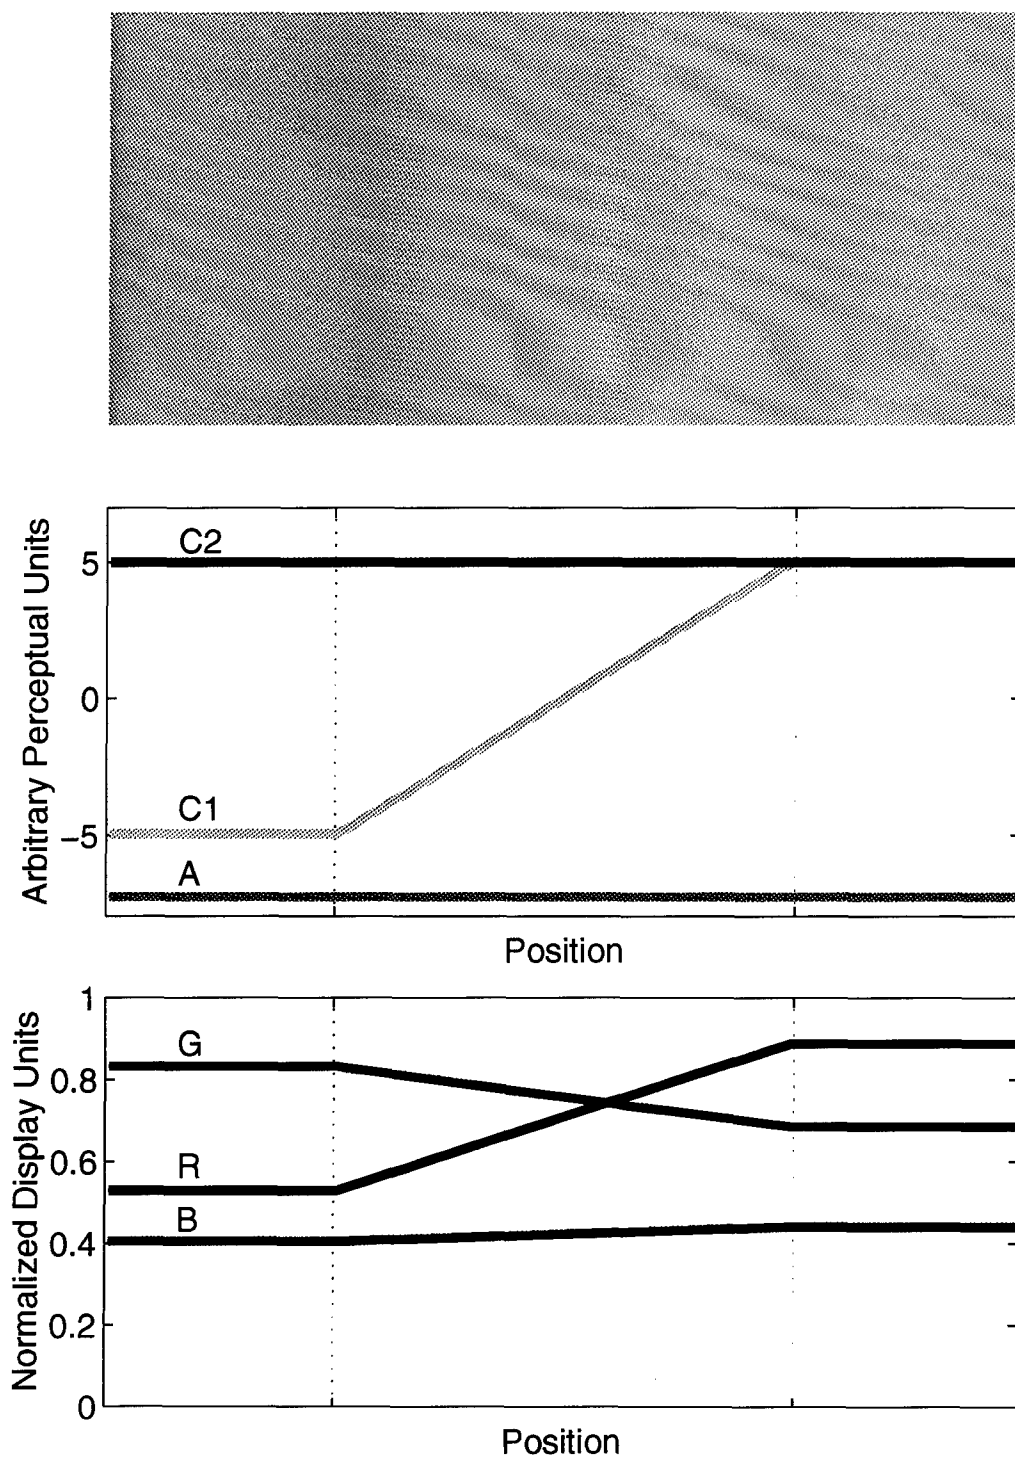 Arbitrary Perceptual Units
5
0
−5
C2
C1
A
Position
Normalized Display Units
1
0.8
0.6
0.4
0.2
0
G
R
B
Position